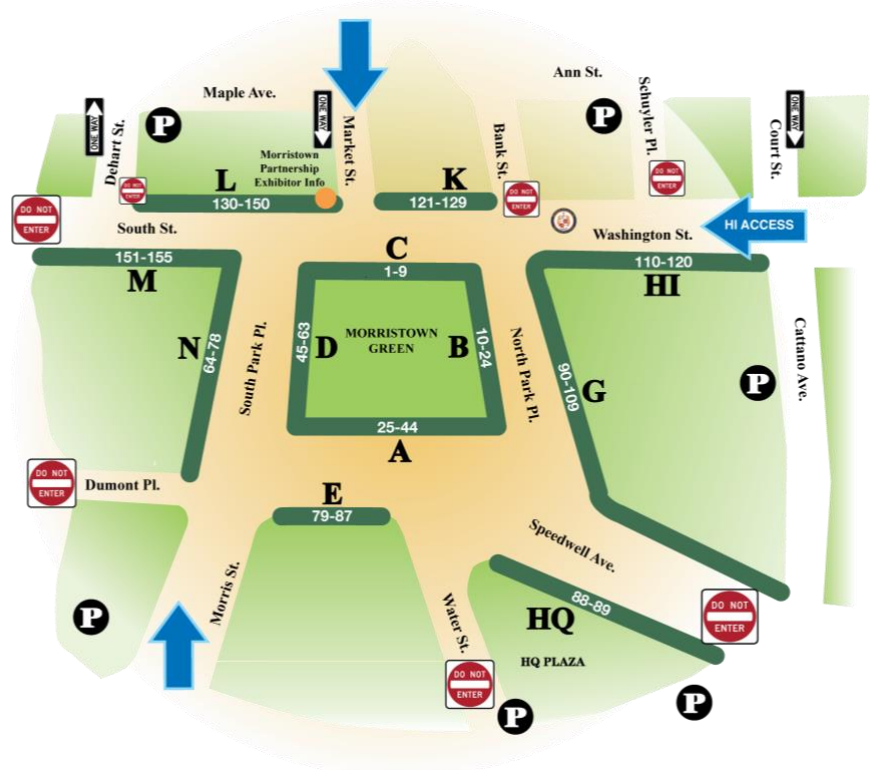 Ann St.
Maple Ave.
Schuyler Pl.
ONE WAY
ONE WAY
ONE WAY
P
P
Dehart St.
Market St.
Bank St.
Court St.
Morristown
Partnership
Exhibitor Info
L
K
DO NOT
ENTER
DO NOT
ENTER
DO NOT
ENTER
DO NOT
ENTER
130-150
121-129
South St.
HI ACCESS
Washington St.
C
151-155
1-9
110-120
M
HI
MORRISTOWN
GREEN
N
D
B
64-78
45-63
10-24
South Park Pl.
North Park Pl.
90-109
G
P
Cattano Ave.
25-44
A
DO NOT
ENTER
Dumont Pl.
E
79-87
Speedwell Ave.
Morris St.
Water St.
88-89
HQ
DO NOT
ENTER
P
HQ PLAZA
DO NOT
ENTER
P
P